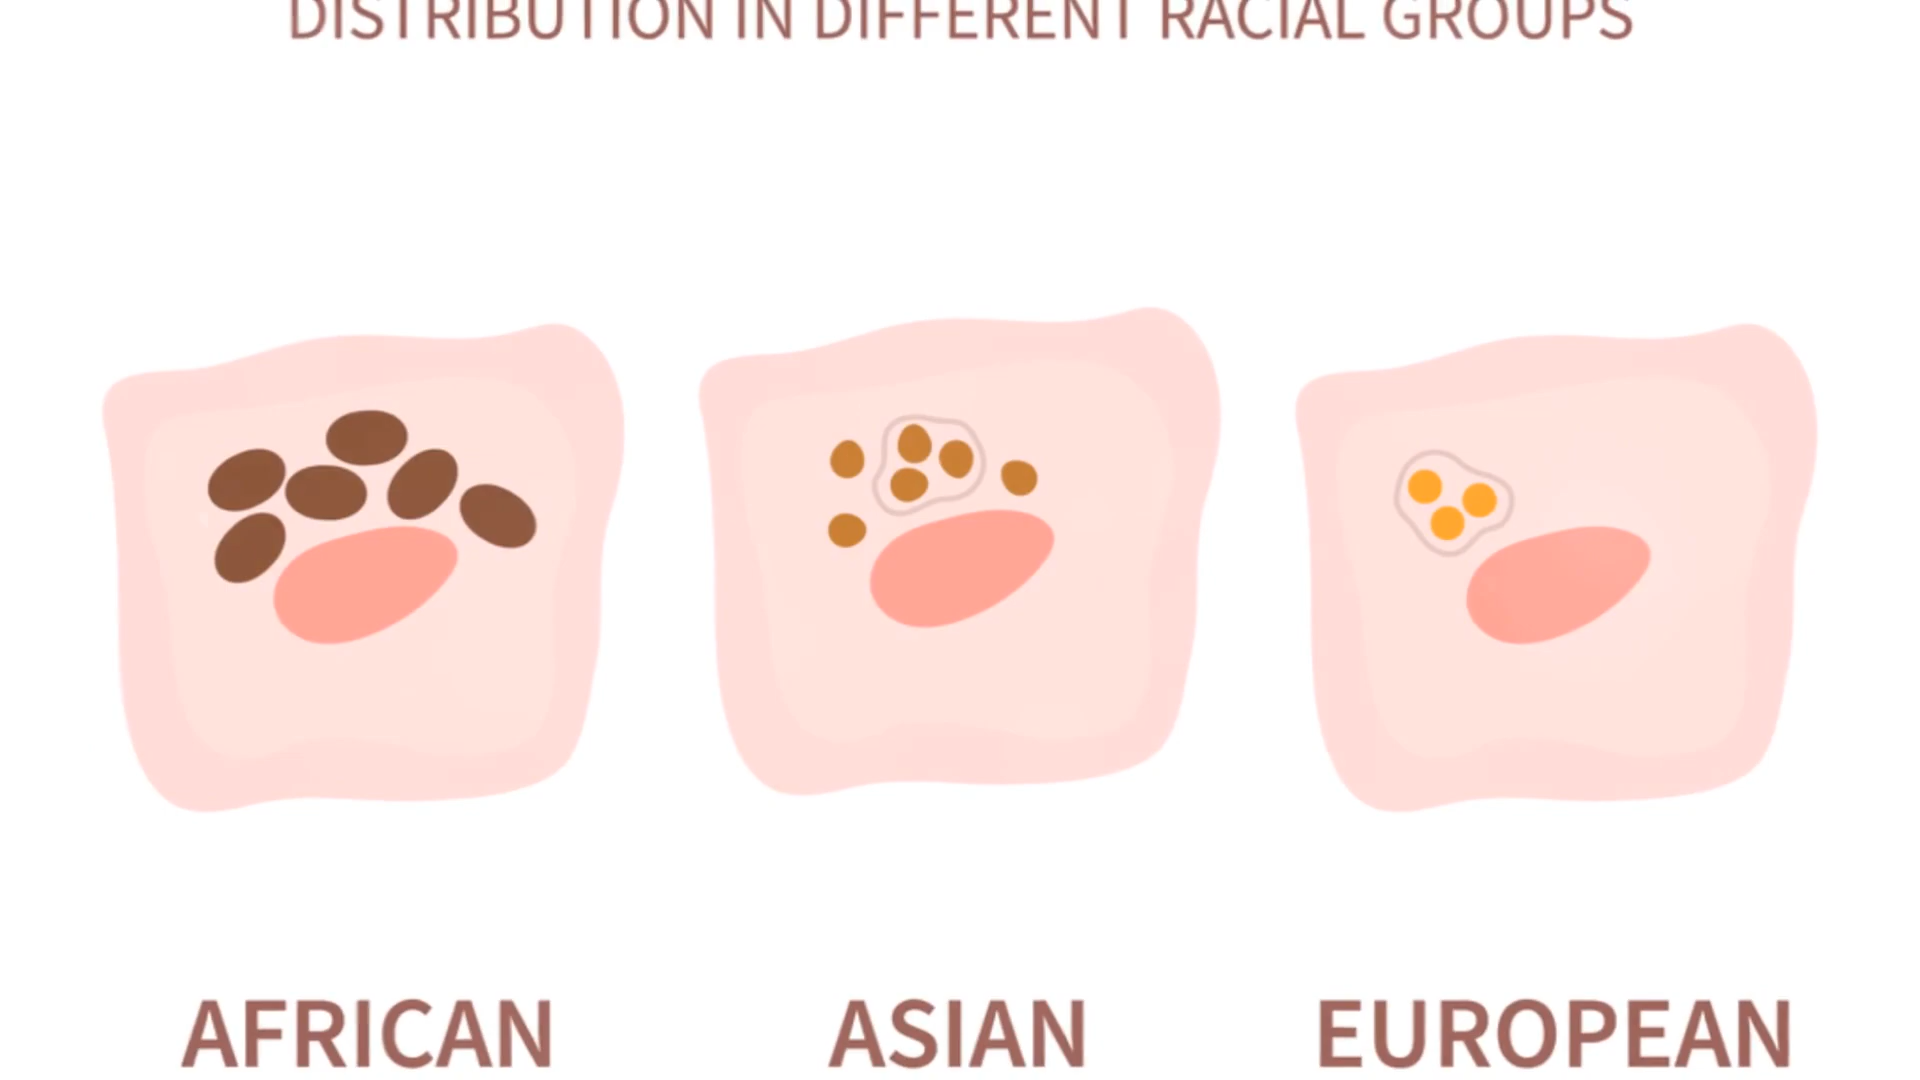 DISTRIBUTION IN DIFFERENT RACIAL GROUPS
AFRICAN
ASIAN
EUROPEAN